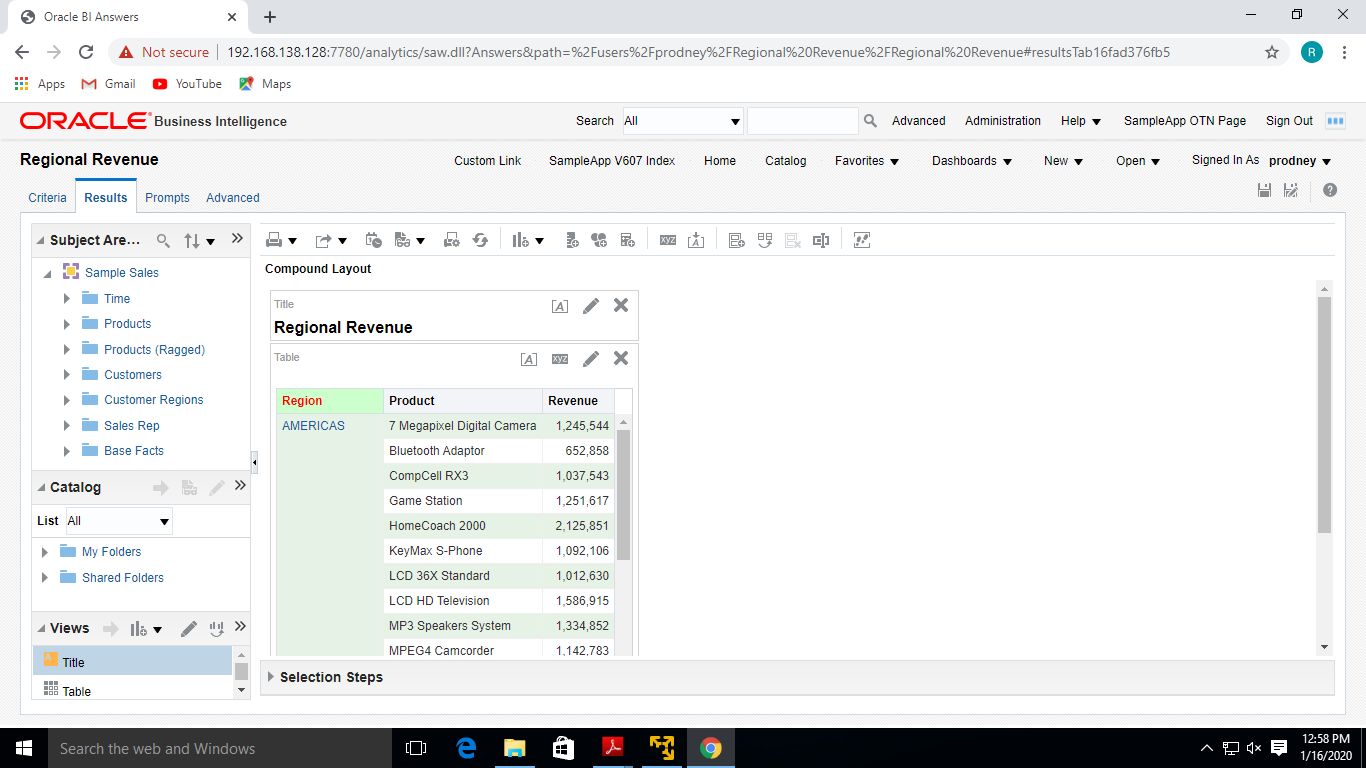 Oracle BI Answers
Not secure 192.168.138.128:7780/analytics/saw.dll?Answers&path=%2Fusers%2Fprodney%2FRegional%20Revenue%2FRegional%20Revenue#resultsTab16fad376fb5 R
Apps Gmail YouTube Maps
ORACLE Business Intelligence Search All Advanced Administration Help SampleApp OTN Page Sign Out
Regional Revenue Custom Link SampleApp V607 Index Home Catalog Favorites Dashboards New Open Signed In As prodney
Criteria Results Prompts Advanced
Subject Are...
Sample Sales
Time
Products
Products (Ragged)
Customers
Customer Regions
Sales Rep
Base Facts
Catalog
List All
My Folders
Shared Folders
Views
Title
Table
xyz
Compound Layout
Title
Regional Revenue
Table xyz
Region Product Revenue
AMERICAS 7 Megapixel Digital Camera 1,245,544
Bluetooth Adaptor 652,858
CompCell RX3 1,037,543
Game Station 1,251,617
HomeCoach 2000 2,125,851
KeyMax S-Phone 1,092,106
LCD 36X Standard 1,012,630
LCD HD Television 1,586,915
MP3 Speakers System 1,334,852
MPEG4 Camcorder 1,142,783
Selection Steps
Search the web and Windows
12:58 PM
1/16/2020